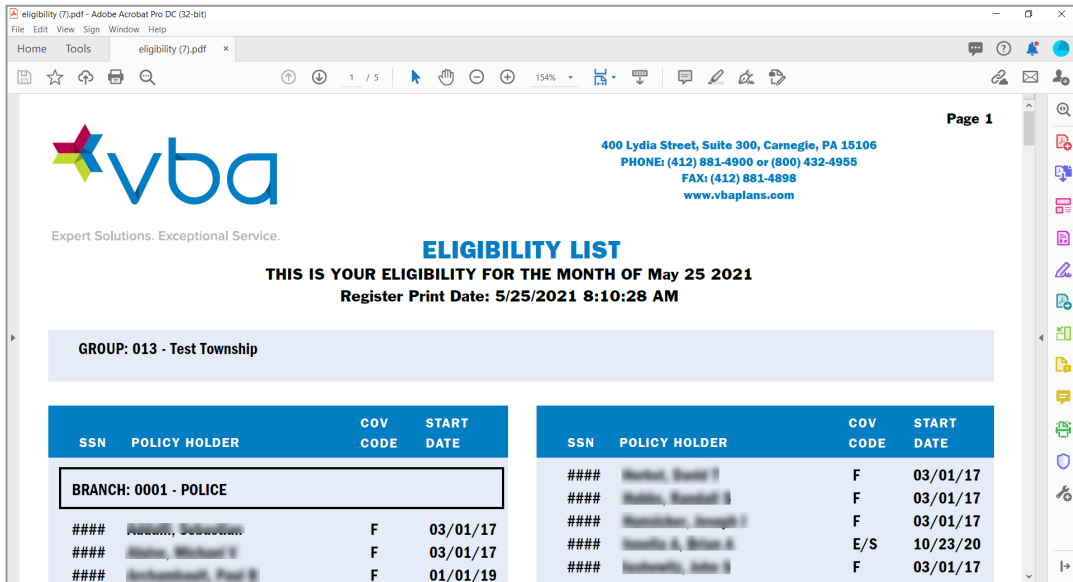 eligibility (7).pdf - Adobe Acrobat Pro DC (32-bit)
File Edit View Sign Window Help
Home Tools eligibility (7).pdf ×
1 / 5 154%
Page 1
vba
Expert Solutions. Exceptional Service.
400 Lydia Street, Suite 300, Carnegie, PA 15106
PHONE: (412) 881-4900 or (800) 432-4955
FAX: (412) 881-4898
www.vbaplans.com
ELIGIBILITY LIST
THIS IS YOUR ELIGIBILITY FOR THE MONTH OF May 25 2021
Register Print Date: 5/25/2021 8:10:28 AM
GROUP: 013 - Test Township
COV START
SSN POLICY HOLDER CODE DATE
BRANCH: 0001 - POLICE
#### F 03/01/17
#### F 03/01/17
#### F 01/01/19
COV START
SSN POLICY HOLDER CODE DATE
#### F 03/01/17
#### F 03/01/17
#### F 03/01/17
#### E/S 10/23/20
#### F 03/01/17